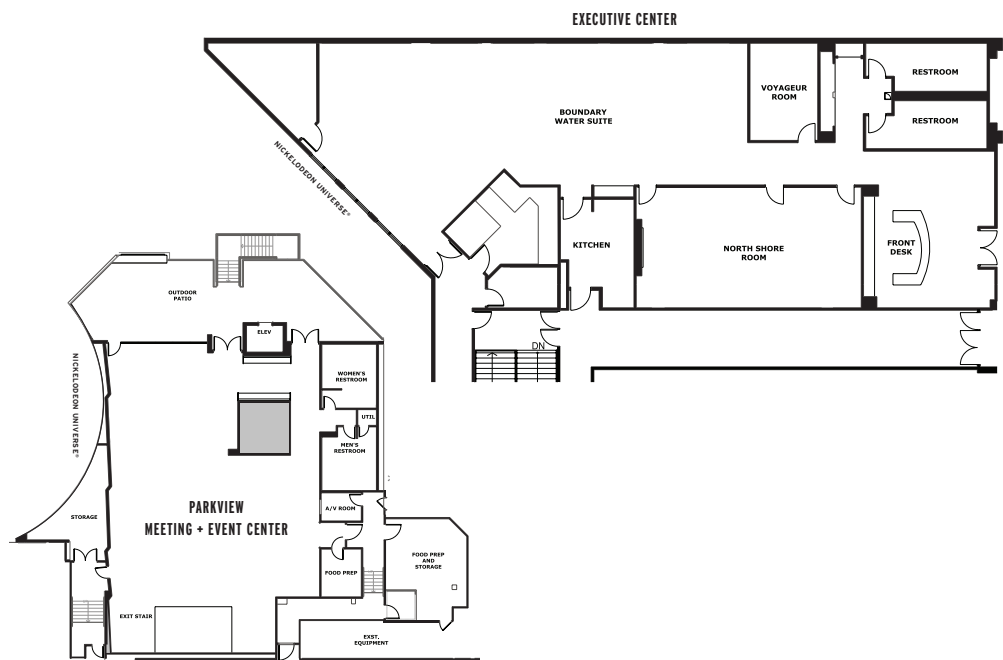 EXECUTIVE CENTER
RESTROOM
VOYAGEUR
ROOM
BOUNDARY
WATER SUITE
RESTROOM
NICKELODEON UNIVERSE®
KITCHEN
NORTH SHORE
ROOM
FRONT
DESK
DN
OUTDOOR
PATIO
ELEV
NICKELODEON UNIVERSE®
WOMEN'S
RESTROOM
UTIL
MEN'S
RESTROOM
A/V ROOM
PARKVIEW
MEETING + EVENT CENTER
STORAGE
FOOD PREP
AND
STORAGE
FOOD PREP
EXIT STAIR
EXST.
EQUIPMENT